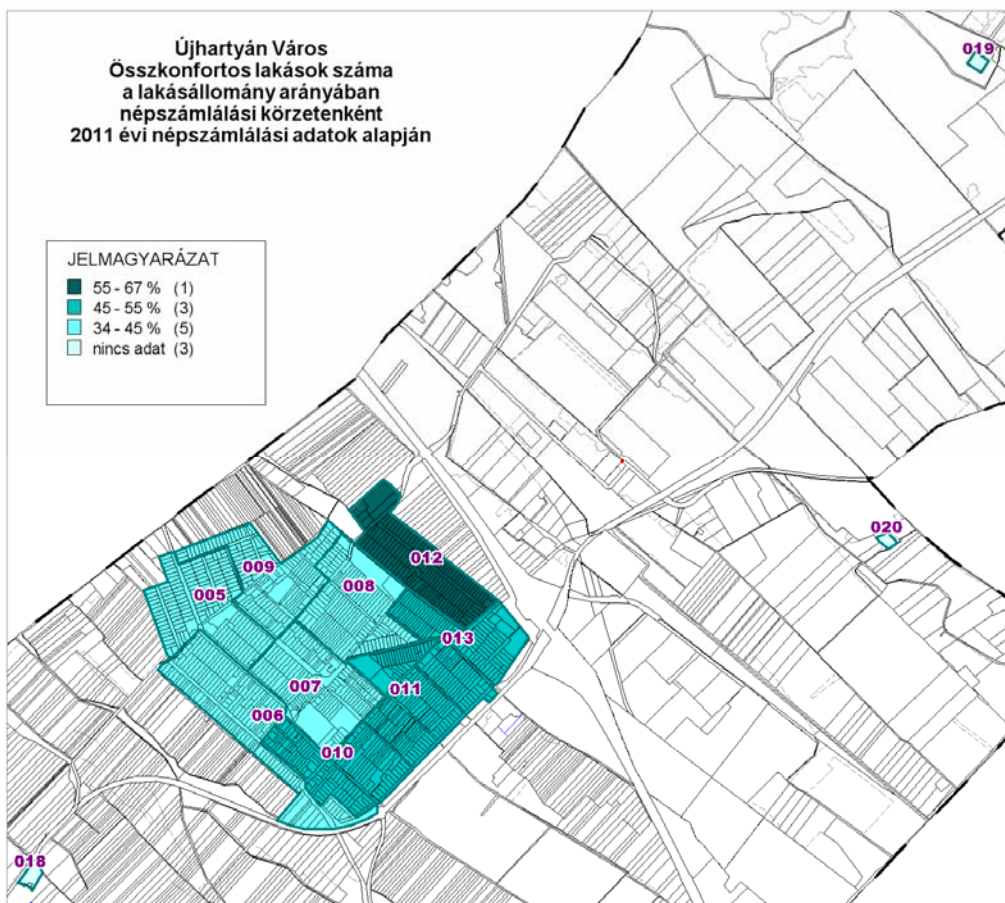 Újhartyán Város
Összkonfortos lakások száma
a lakásállomány arányában
népszámlálási körzetenként
2011 évi népszámlálási adatok alapján
019
JELMAGYARÁZAT
55 - 67 % (1)
45 - 55 % (3)
34 - 45 % (5)
nincs adat (3)
020
012
009
008
005
013
007
011
006
010
018